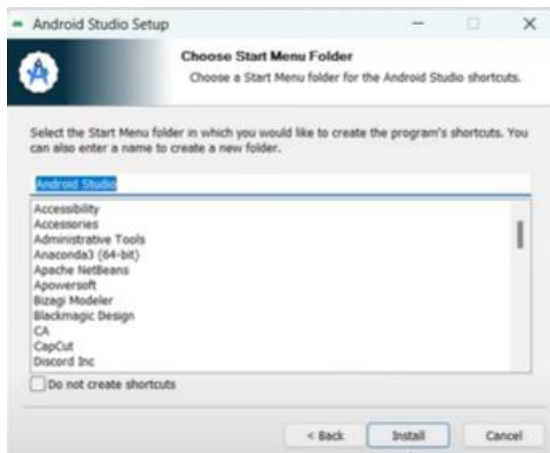 Android Studio Setup
Choose Start Menu Folder
Choose a Start Menu folder for the Android Studio shortcuts.
Select the Start Menu folder in which you would like to create the program's shortcuts. You
can also enter a name to create a new folder.
Android Studio
Accessibility
Accessories
Administrative Tools
Anaconda3 (64-bit)
Apache NetBeans
Apowersoft
Bizagi Modeler
Blackmagic Design
CA
CapCut
Discord Inc
Do not create shortcuts
< Back Install Cancel